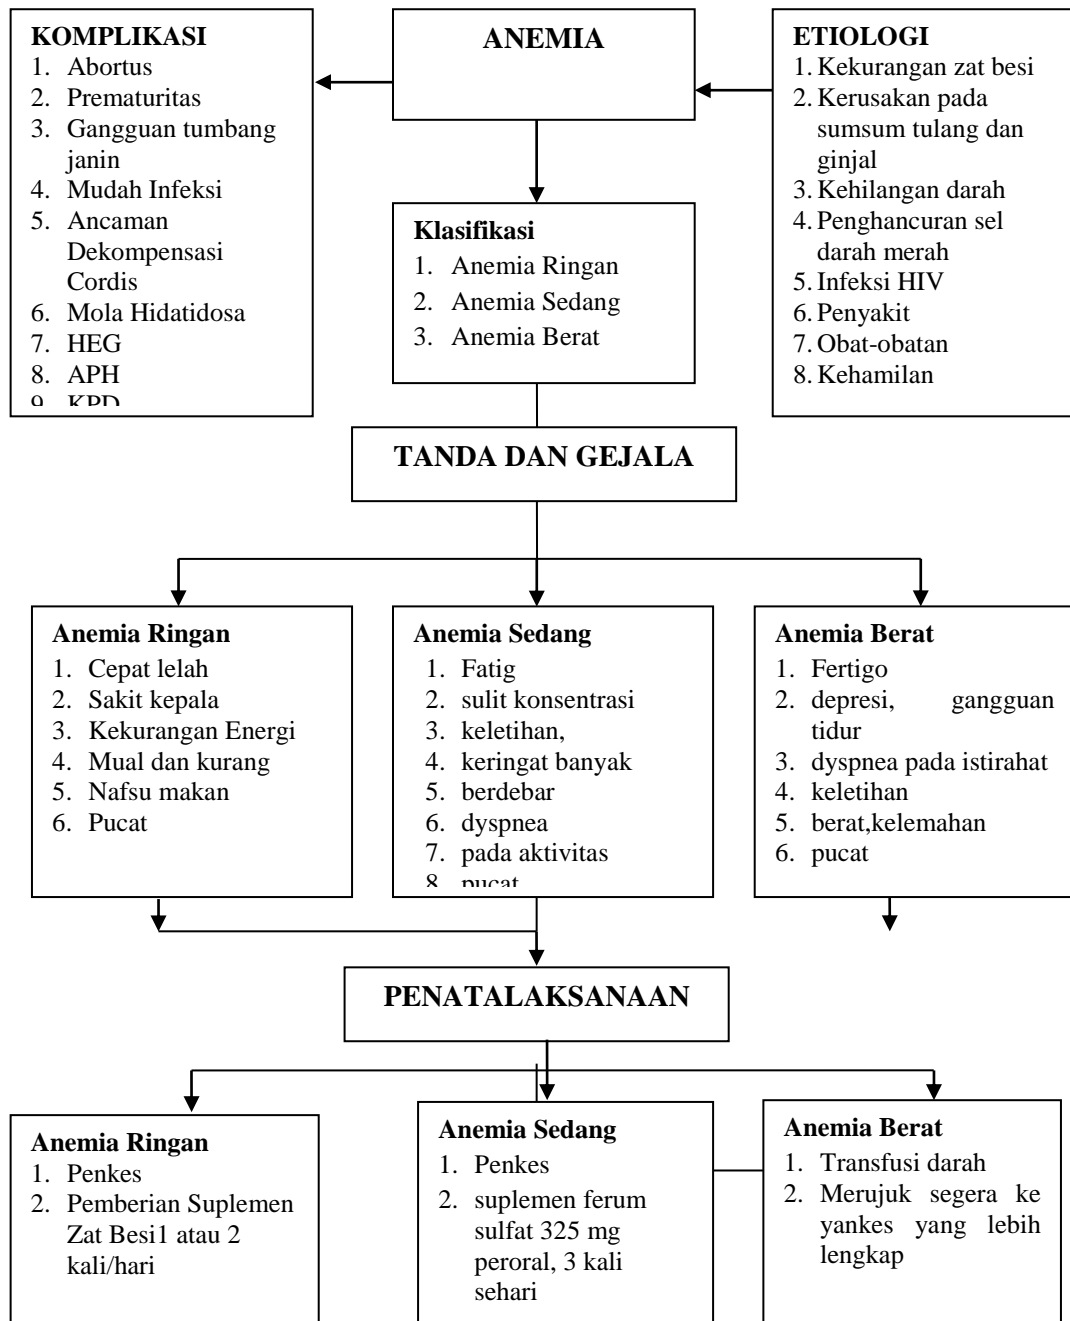 KOMPLIKASI
1. Abortus
2. Prematuritas
3. Gangguan tumbang
janin
4. Mudah Infeksi
5. Ancaman
Dekompensasi
Cordis
6. Mola Hidatidosa
7. HEG
8. APH
9. KPD
ANEMIA
ETIOLOGI
1. Kekurangan zat besi
2. Kerusakan pada
sumsum tulang dan
ginjal
3. Kehilangan darah
4. Penghancuran sel
darah merah
5. Infeksi HIV
6. Penyakit
7. Obat-obatan
8. Kehamilan
Klasifikasi
1. Anemia Ringan
2. Anemia Sedang
3. Anemia Berat
TANDA DAN GEJALA
Anemia Ringan
1. Cepat lelah
2. Sakit kepala
3. Kekurangan Energi
4. Mual dan kurang
5. Nafsu makan
6. Pucat
Anemia Sedang
1. Fatig
2. sulit konsentrasi
3. keletihan,
4. keringat banyak
5. berdebar
6. dyspnea
7. pada aktivitas
8. pucat
Anemia Berat
1. Fertigo
2. depresi, gangguan
tidur
3. dyspnea pada istirahat
4. keletihan
5. berat,kelemahan
6. pucat
PENATALAKSANAAN
Anemia Ringan
1. Penkes
2. Pemberian Suplemen
Zat Besi1 atau 2
kali/hari
Anemia Sedang
1. Penkes
2. suplemen ferum
sulfat 325 mg
peroral, 3 kali
sehari
Anemia Berat
1. Transfusi darah
2. Merujuk segera ke
yankes yang lebih
lengkap